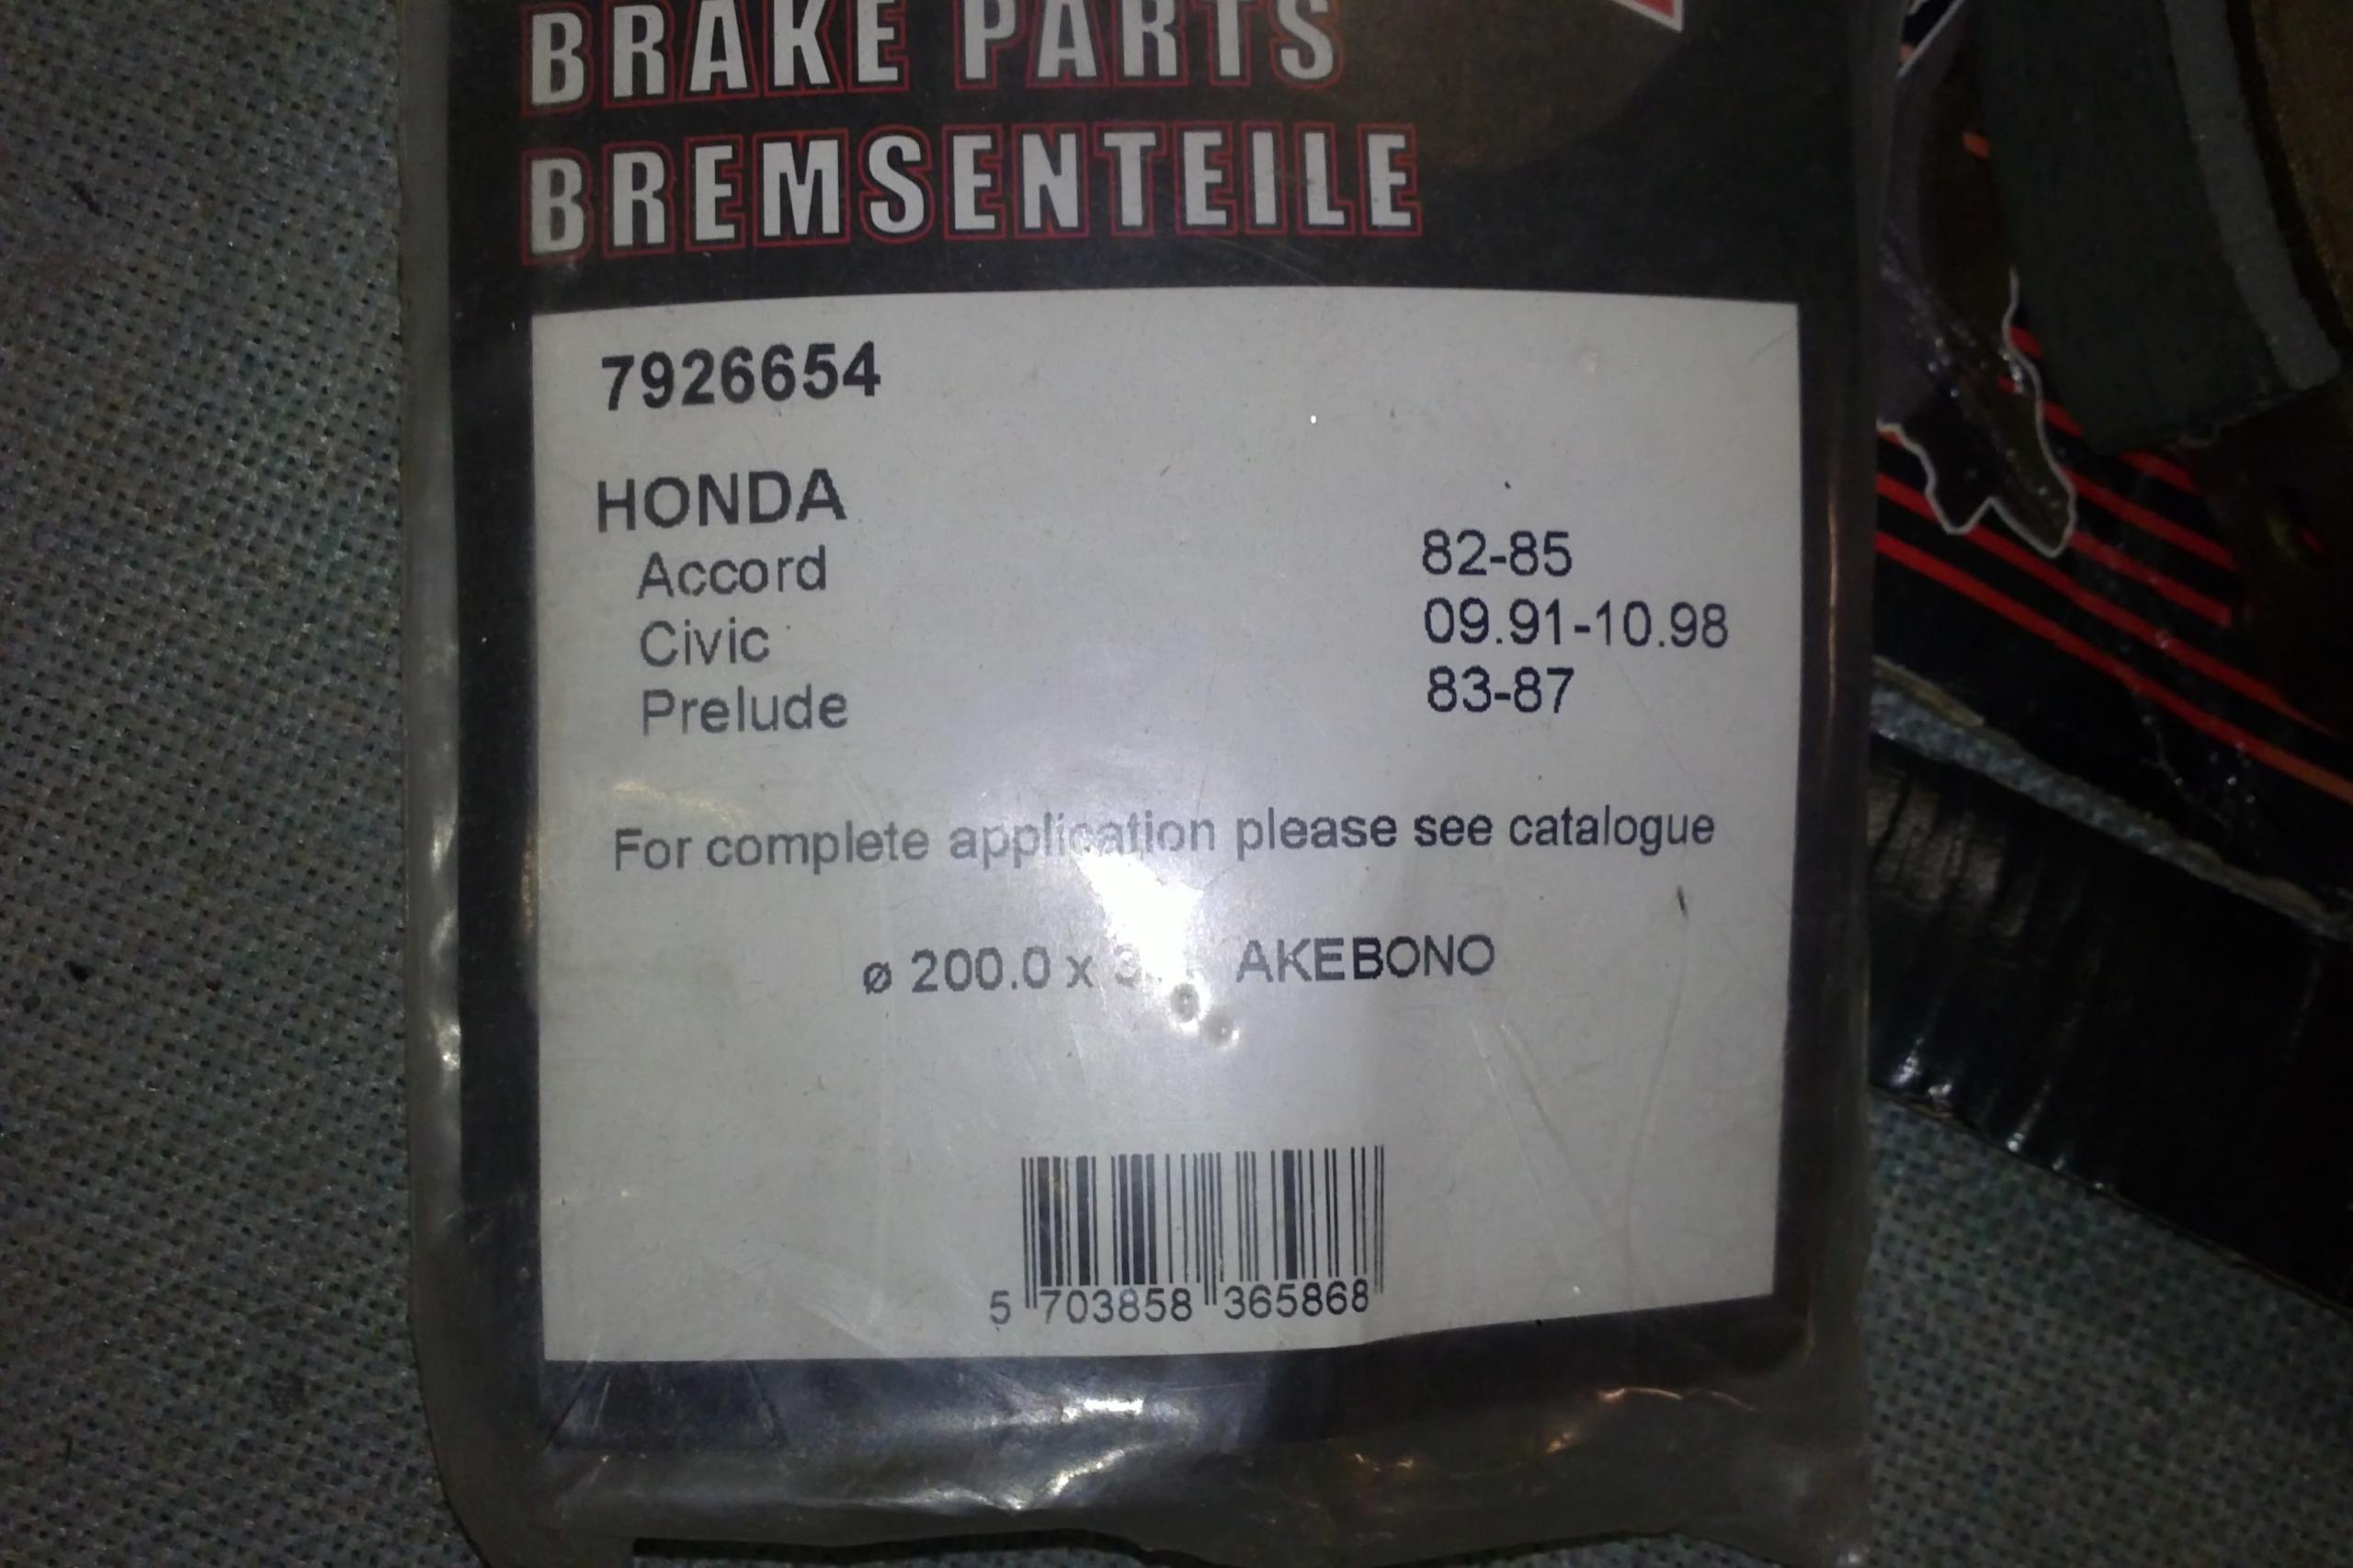 BRAKE PARTS
BREMSENTEILE
7926654
HONDA
Accord 82-85
Civic 09.91-10.98
Prelude 83-87
For complete application please see catalogue
ø 200.0 x AKEBONO
5 703858 365868